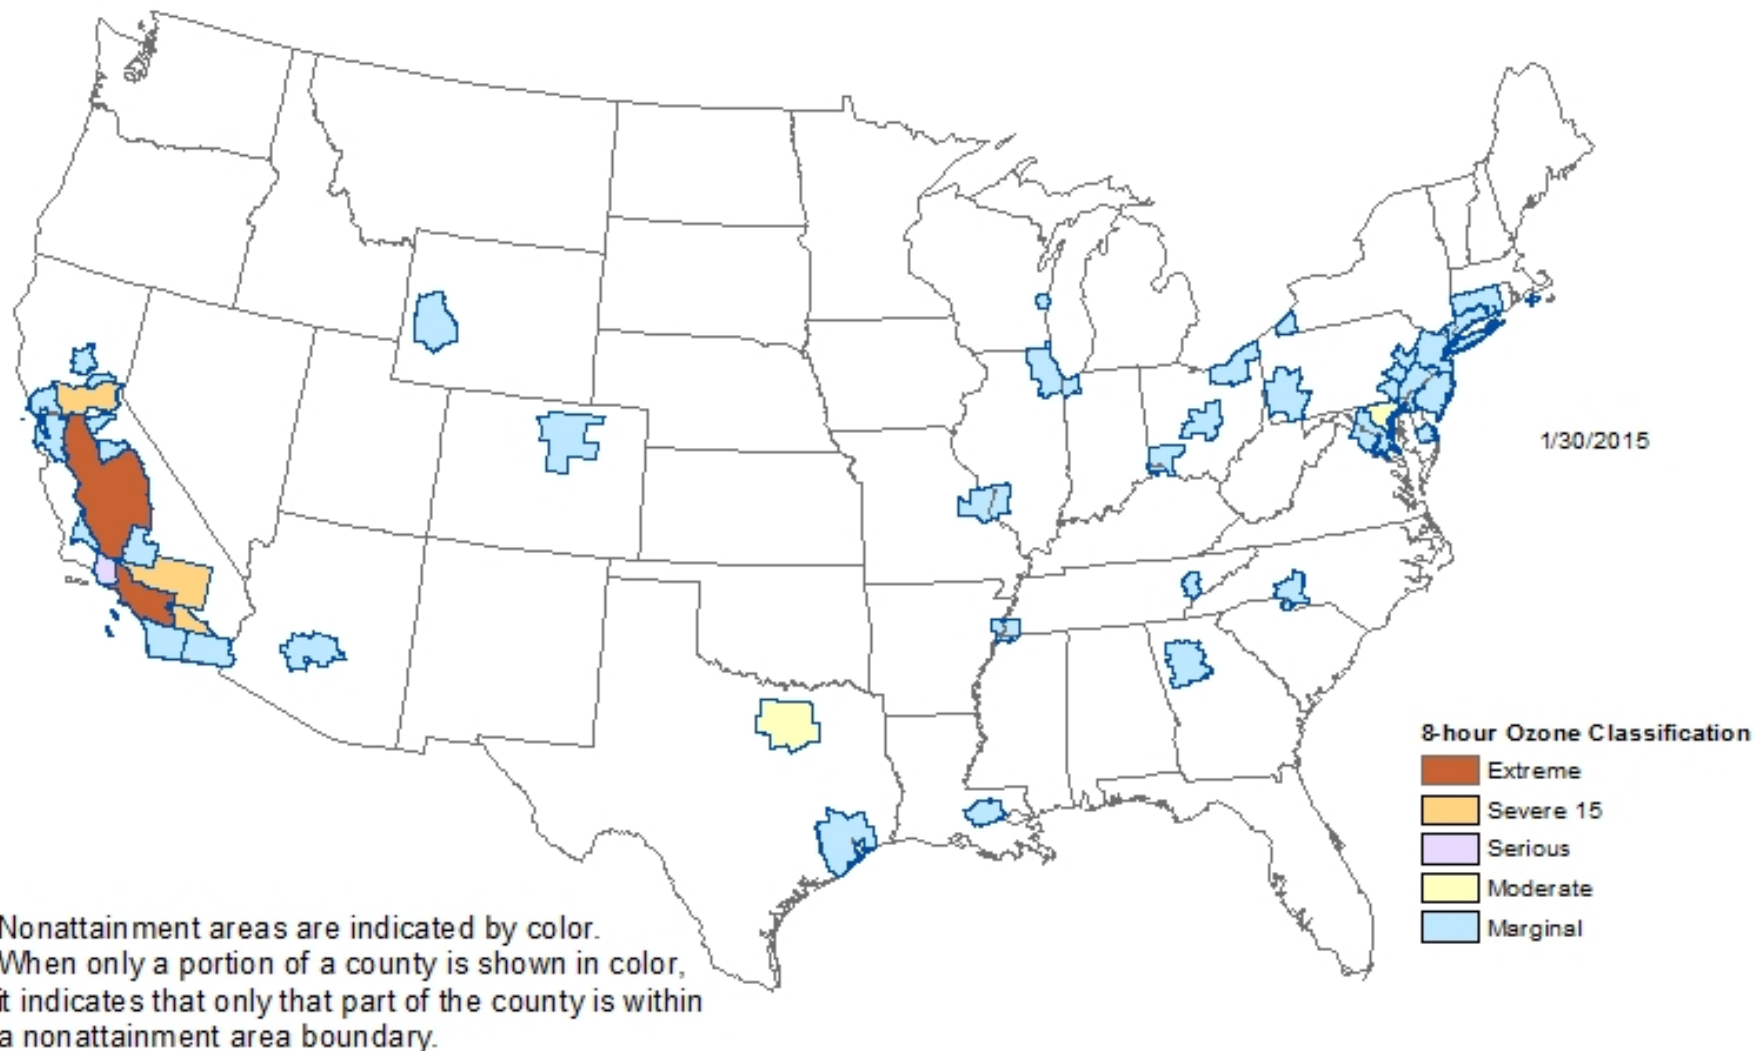 1/30/2015
8-hour Ozone Classification
Extreme
Severe 15
Serious
Moderate
Marginal
Nonattainment areas are indicated by color.
When only a portion of a county is shown in color,
it indicates that only that part of the county is within
a nonattainment area boundary.